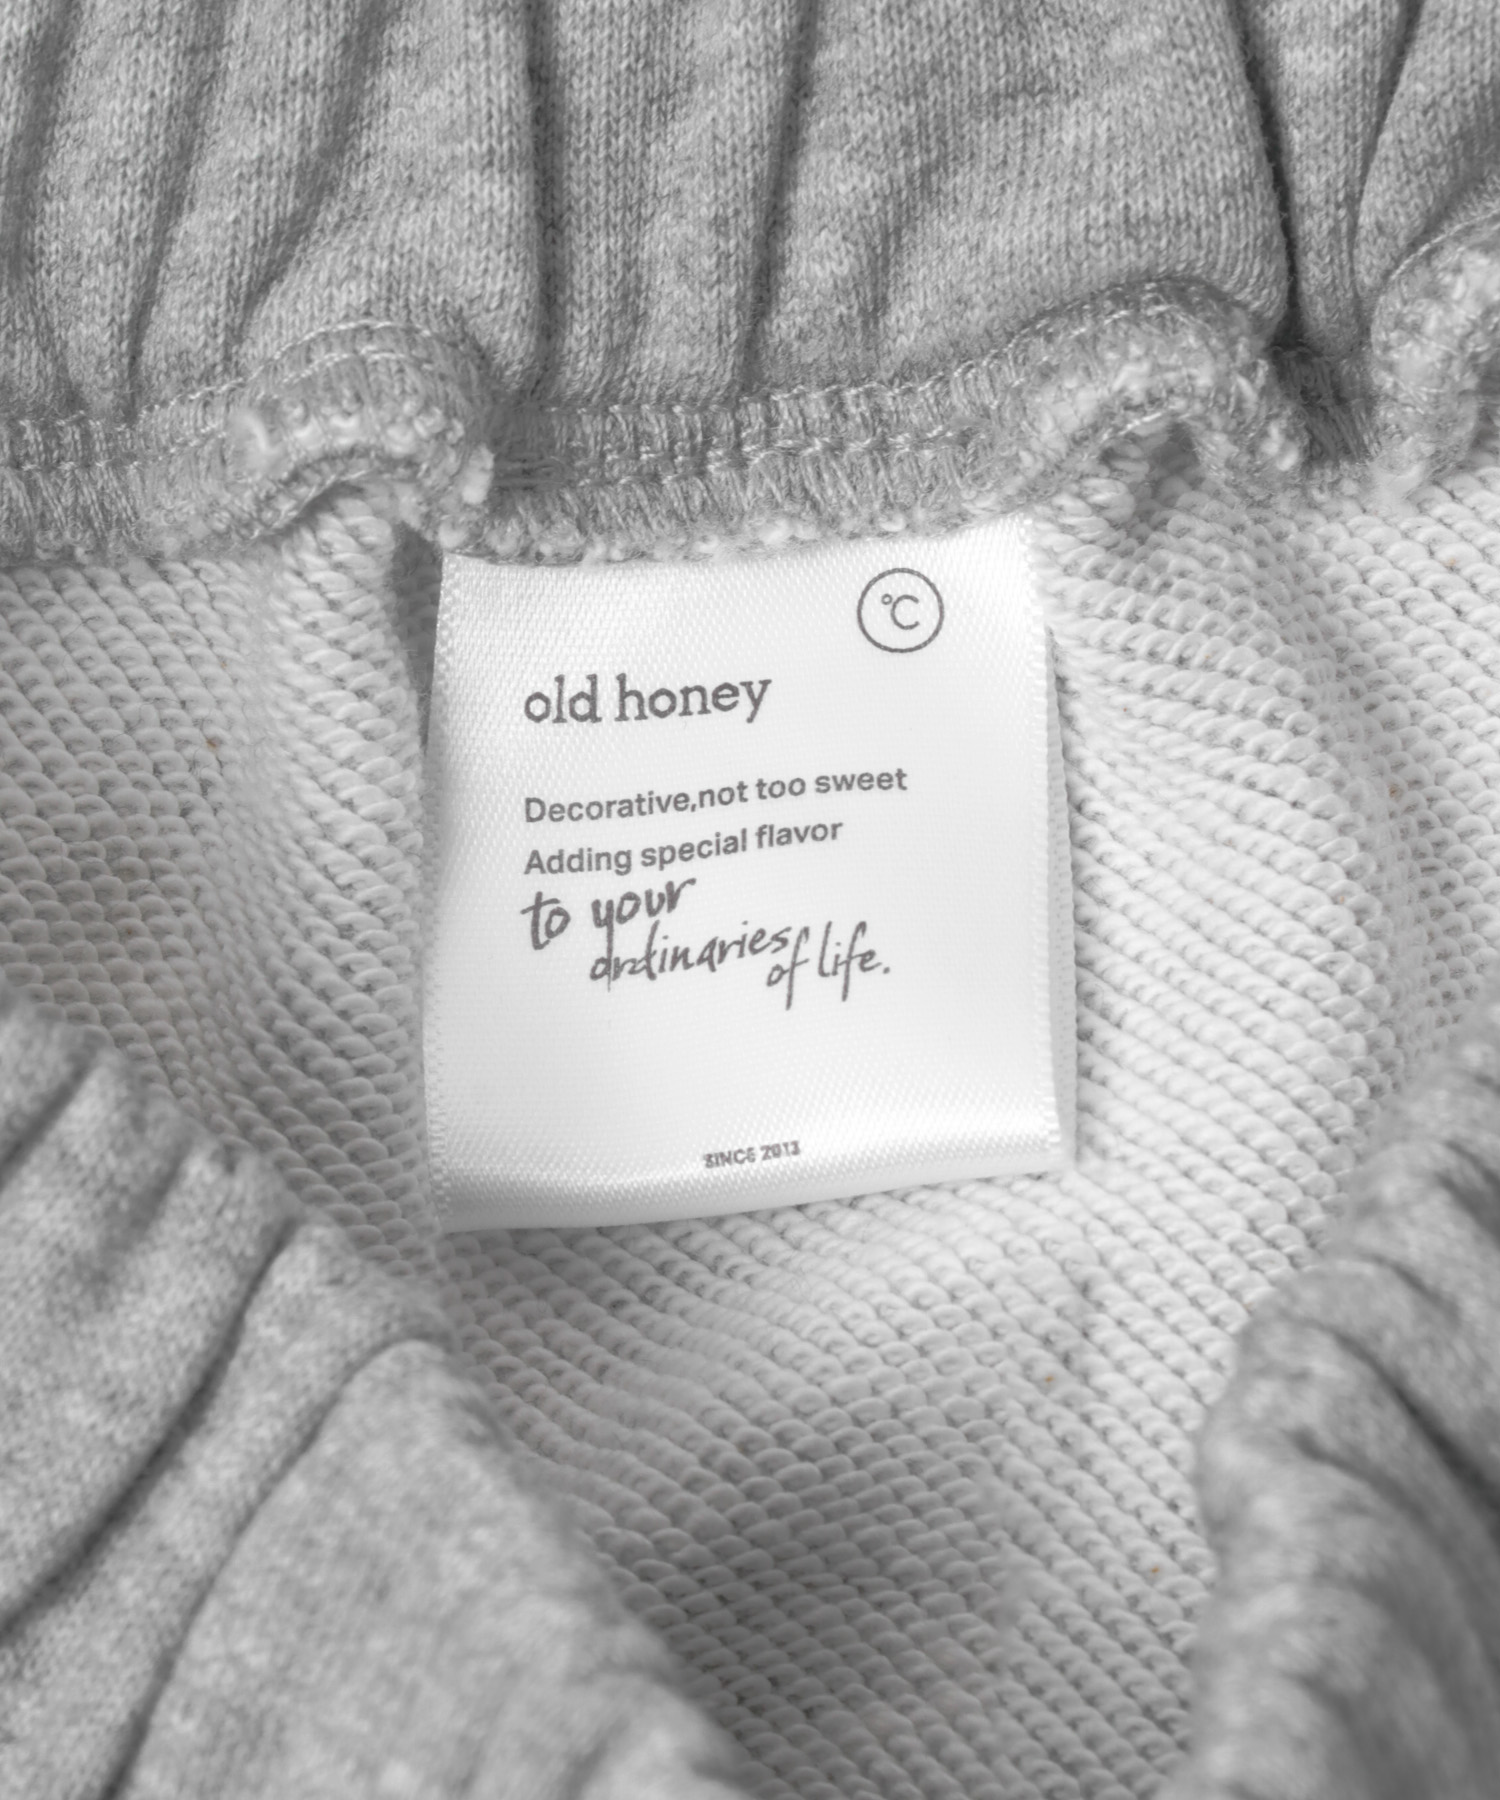 °C
old honey
Decorative,not too sweet
Adding special flavor
to your
ordinaries
of life.
SINCE 2013